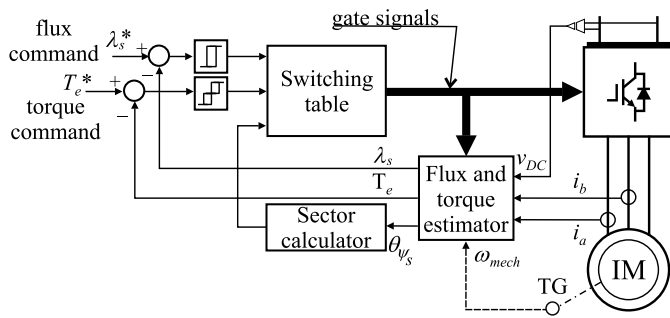 flux
command
λs*
Te*
torque
command
+
−
+
−
gate signals
Switching
table
λs
Te
Flux and
torque
estimator
vDC
ib
ia
Sector
calculator
θψs
ωmech
TG
IM